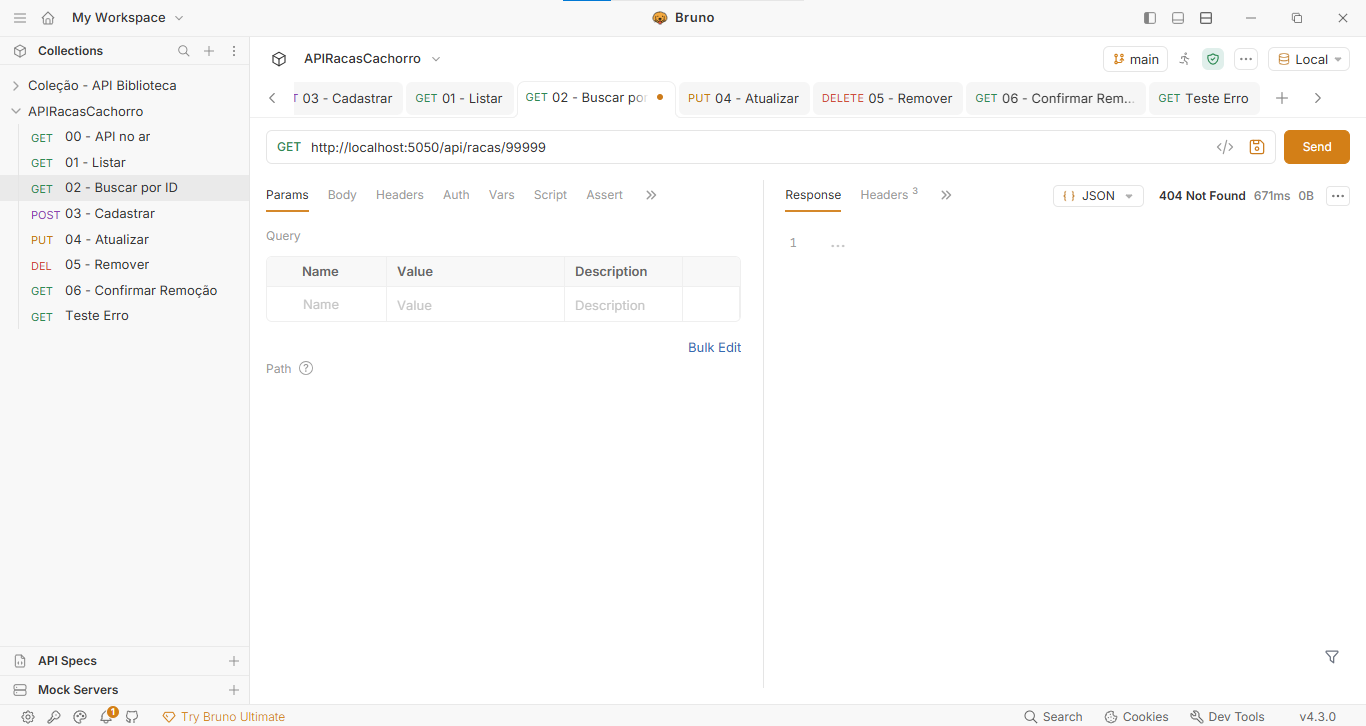 My Workspace
Bruno
Collections
APIRacasCachorro
main
Local
Coleção - API Biblioteca
APIRacasCachorro
GET 00 - API no ar
GET 01 - Listar
GET 02 - Buscar por ID
POST 03 - Cadastrar
PUT 04 - Atualizar
DEL 05 - Remover
GET 06 - Confirmar Remoção
GET Teste Erro
T 03 - Cadastrar
GET 01 - Listar
GET 02 - Buscar po
PUT 04 - Atualizar
DELETE 05 - Remover
GET 06 - Confirmar Rem...
GET Teste Erro
GET http://localhost:5050/api/racas/99999
Send
Params Body Headers Auth Vars Script Assert
Query
Name Value Description
Name Value Description
Bulk Edit
Path ?
Response Headers 3
{ } JSON
404 Not Found 671ms 0B
1 ...
API Specs
Mock Servers
1
Try Bruno Ultimate
Search
Cookies
Dev Tools
v4.3.0